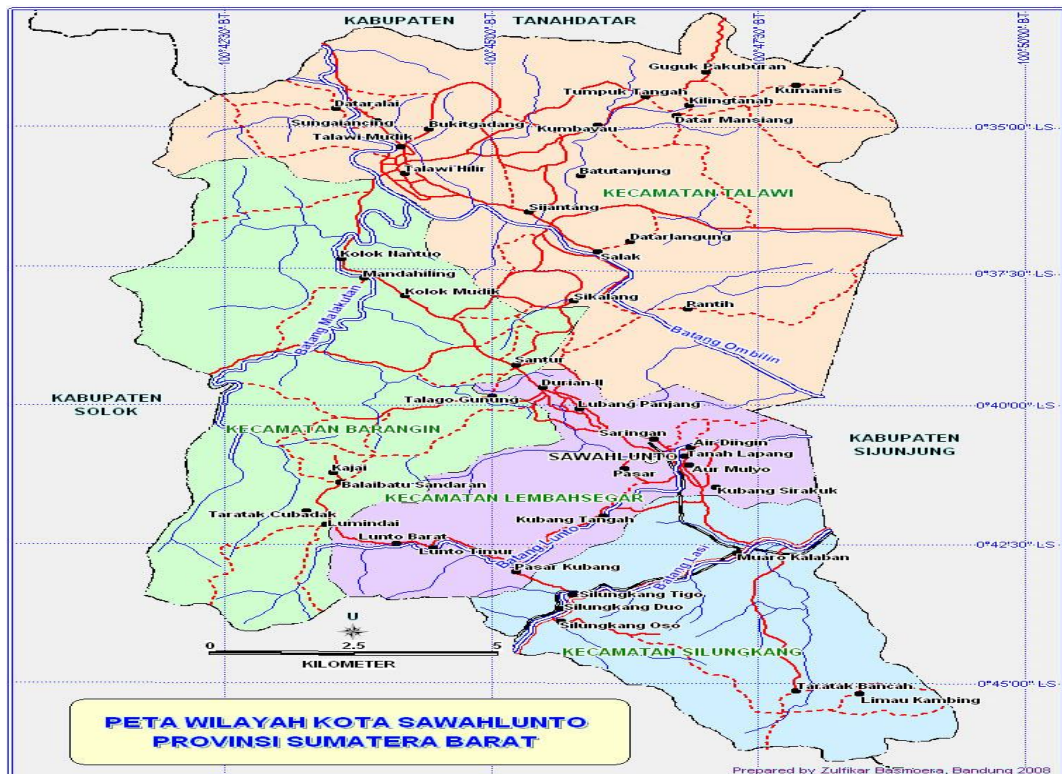 KABUPATEN TANAHDATAR
100°42'30" BT
100°45'00" BT
100°47'30" BT
100°50'00" BT
Guguk Pakuburan
Tumpuk Tangah
Kumanis
Kilingtanah
Dataralai
Sungaiancing
Bukitgadang
Kumbayau
Datar Mansiang
0°35'00" LS
Talawi Mudik
Talawi Hilir
Batutanjung
KECAMATAN TALAWI
Sijantang
Datarlangung
Kolok Nantuo
Salak
Mandahiling
0°37'30" LS
Kolok Mudik
Sikalang
Rantih
Batang Malakutan
Batang Ombilin
Santur
Durian-II
KABUPATEN
SOLOK
Talago Gunung
Lubang Panjang
0°40'00" LS
KECAMATAN BARANGIN
Saringan
Air Dingin
KABUPATEN
SIJUNJUNG
SAWAHLUNTO
Tanah Lapang
Kajai
Pasar
Aur Mulyo
Balaibatu Sandaran
Kubang Sirakuk
KECAMATAN LEMBAHSEGAR
Taratak Cubadak
Kubang Tangah
Lumindai
Lunto Barat
Lunto Timur
Batang Lunto
0°42'30" LS
Muaro Kalaban
Pasar Kubang
Batang Lasi
Silungkang Tigo
Silungkang Duo
Silungkang Oso
U
0 2.5 5
KILOMETER
KECAMATAN SILUNGKANG
0°45'00" LS
Taratak Bancah
Limau Kambing
PETA WILAYAH KOTA SAWAHLUNTO
PROVINSI SUMATERA BARAT
Prepared by Zulfikar Basmoesa, Bandung 2008